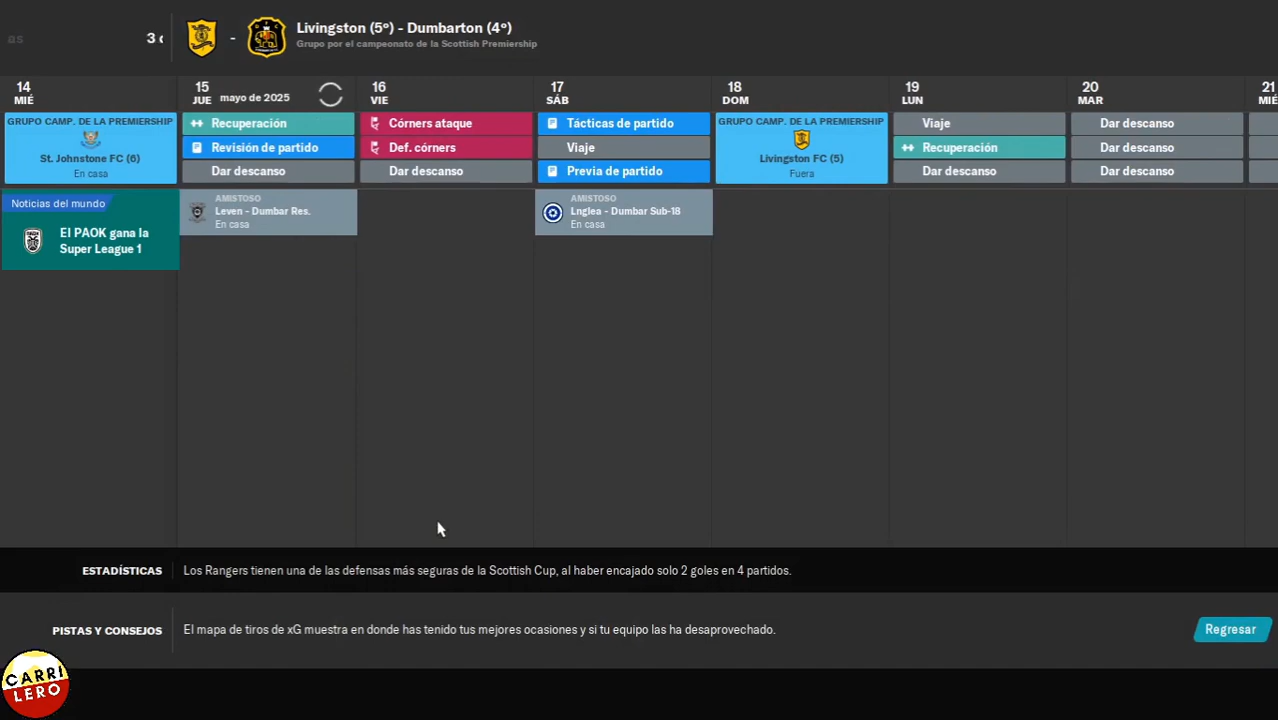 as
3 d
Livingston (5º) - Dumbarton (4º)
Grupo por el campeonato de la Scottish Premiership
14
MIÉ
15
JUE
mayo de 2025
16
VIE
17
SÁB
18
DOM
19
LUN
20
MAR
21
MIÉ
GRUPO CAMP. DE LA PREMIERSHIP
St. Johnstone FC (6)
En casa
Recuperación
Revisión de partido
Dar descanso
Córners ataque
Def. córners
Dar descanso
Tácticas de partido
Viaje
Previa de partido
GRUPO CAMP. DE LA PREMIERSHIP
Livingston FC (5)
Fuera
Viaje
Recuperación
Dar descanso
Dar descanso
Dar descanso
Dar descanso
Noticias del mundo
El PAOK gana la
Super League 1
AMISTOSO
Leven - Dumbar Res.
En casa
AMISTOSO
Lnglea - Dumbar Sub-18
En casa
ESTADÍSTICAS
Los Rangers tienen una de las defensas más seguras de la Scottish Cup, al haber encajado solo 2 goles en 4 partidos.
PISTAS Y CONSEJOS
El mapa de tiros de xG muestra en donde has tenido tus mejores ocasiones y si tu equipo las ha desaprovechado.
Regresar
CARRI
LERO